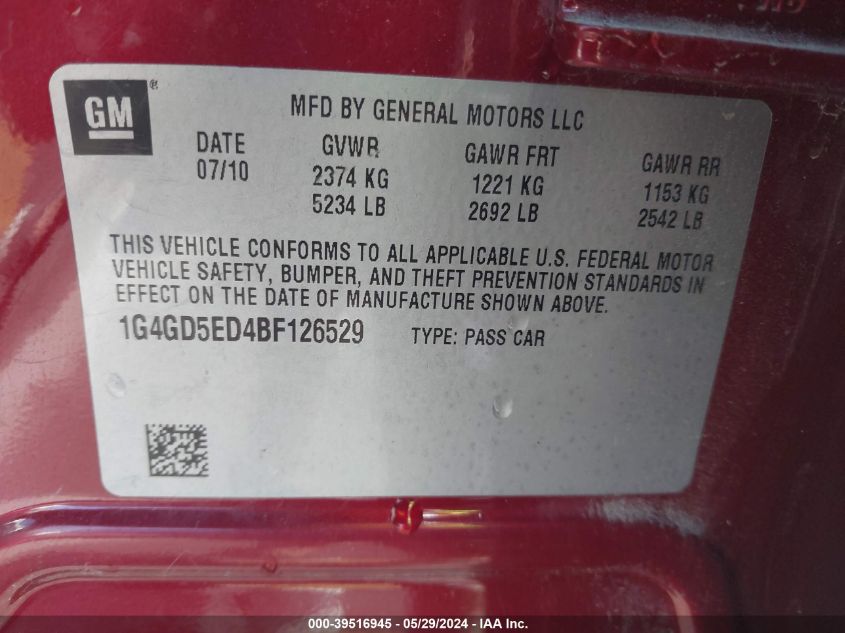 GM®
MFD BY GENERAL MOTORS LLC
DATE GVWR GAWR FRT GAWR RR
07/10 2374 KG 1221 KG 1153 KG
5234 LB 2692 LB 2542 LB
THIS VEHICLE CONFORMS TO ALL APPLICABLE U.S. FEDERAL MOTOR
VEHICLE SAFETY, BUMPER, AND THEFT PREVENTION STANDARDS IN
EFFECT ON THE DATE OF MANUFACTURE SHOWN ABOVE.
1G4GD5ED4BF126529 TYPE: PASS CAR
000-39516945 - 05/29/2024 - IAA Inc.